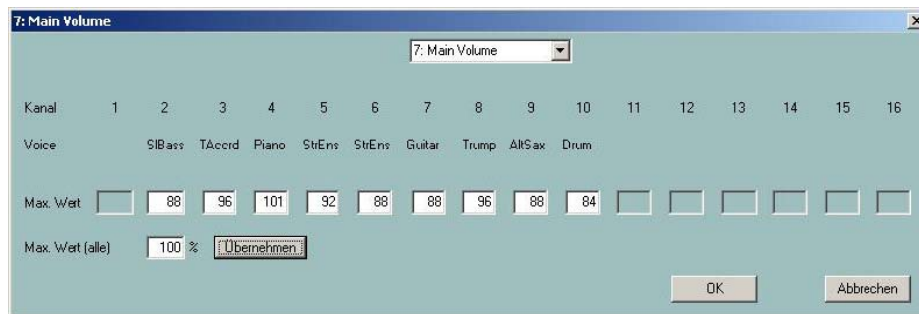 7: Main Volume
7: Main Volume
Kanal 1 2 3 4 5 6 7 8 9 10 11 12 13 14 15 16
Voice SlBass TAccrd Piano StrEns StrEns Guitar Trump AltSax Drum
Max. Wert 88 96 101 92 88 88 96 88 84
Max. Wert (alle) 100 % Übernehmen
OK Abbrechen